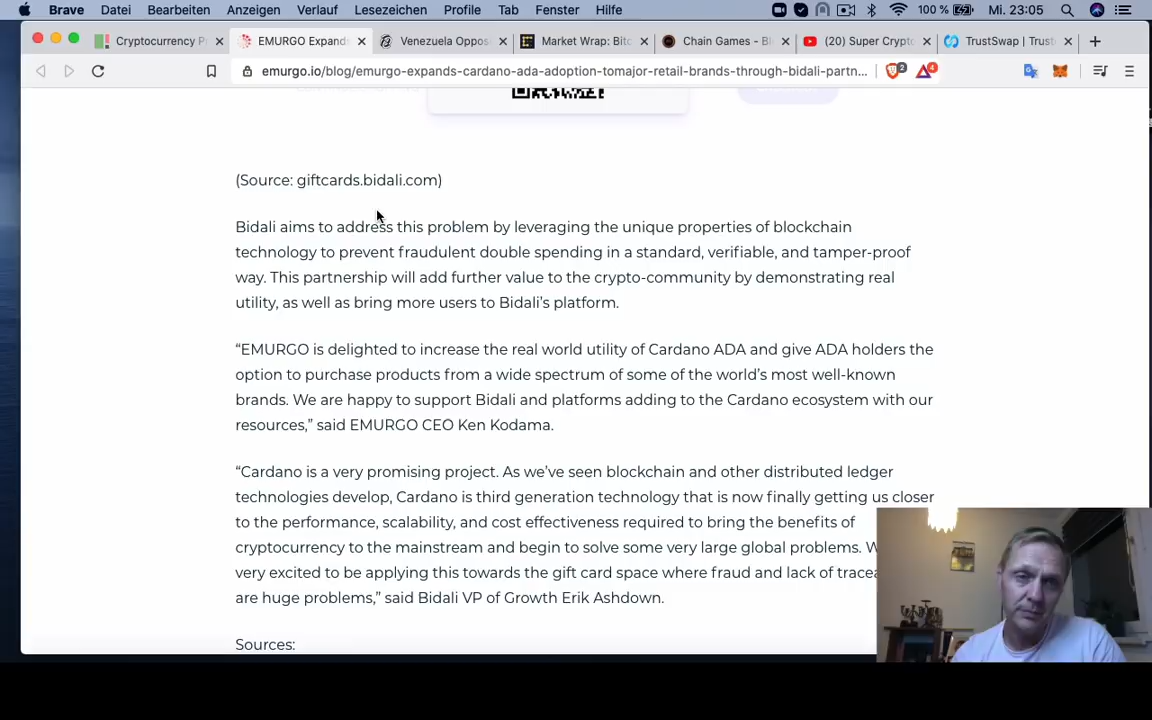 Brave Datei Bearbeiten Anzeigen Verlauf Lesezeichen Profile Tab Fenster Hilfe 100 % Mi. 23:05
Cryptocurrency P EMURGO Expand Venezuela Oppos Market Wrap: Bitc Chain Games - Bl (20) Super Crypto TrustSwap | Trust
emurgo.io/blog/emurgo-expands-cardano-ada-adoption-tomajor-retail-brands-through-bidali-partn... 2 4
(Source: giftcards.bidali.com)
Bidali aims to address this problem by leveraging the unique properties of blockchain
technology to prevent fraudulent double spending in a standard, verifiable, and tamper-proof
way. This partnership will add further value to the crypto-community by demonstrating real
utility, as well as bring more users to Bidali’s platform.
“EMURGO is delighted to increase the real world utility of Cardano ADA and give ADA holders the
option to purchase products from a wide spectrum of some of the world’s most well-known
brands. We are happy to support Bidali and platforms adding to the Cardano ecosystem with our
resources,” said EMURGO CEO Ken Kodama.
“Cardano is a very promising project. As we’ve seen blockchain and other distributed ledger
technologies develop, Cardano is third generation technology that is now finally getting us closer
to the performance, scalability, and cost effectiveness required to bring the benefits of
cryptocurrency to the mainstream and begin to solve some very large global problems.
very excited to be applying this towards the gift card space where fraud and lack of
are huge problems,” said Bidali VP of Growth Erik Ashdown.
Sources: